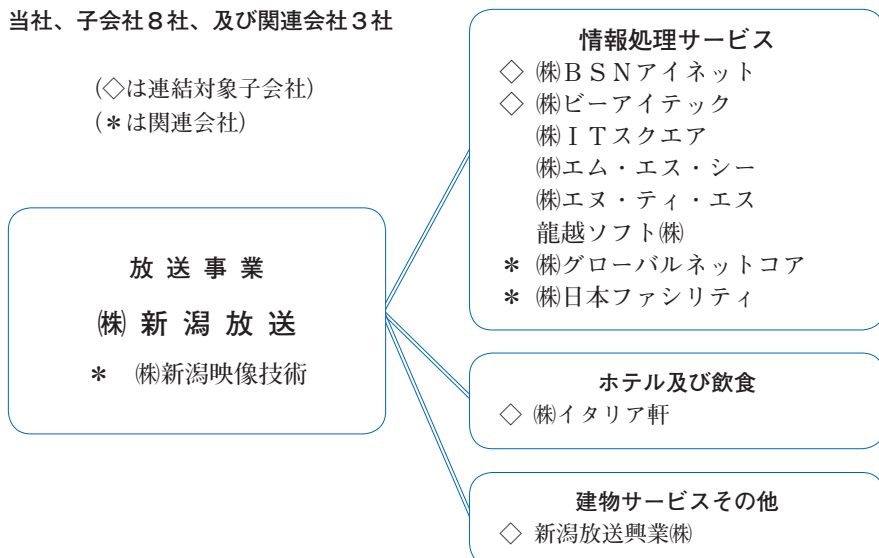 当社、子会社８社、及び関連会社３社
(◇は連結対象子会社)
(＊は関連会社)
放 送 事 業
㈱ 新 潟 放 送
＊ ㈱新潟映像技術
情報処理サービス
◇ ㈱ＢＳＮアイネット
◇ ㈱ビーアイテック
㈱ＩＴスクエア
㈱エム・エス・シー
㈱エヌ・ティ・エス
龍越ソフト㈱
＊ ㈱グローバルネットコア
＊ ㈱日本ファシリティ
ホテル及び飲食
◇ ㈱イタリア軒
建物サービスその他
◇ 新潟放送興業㈱